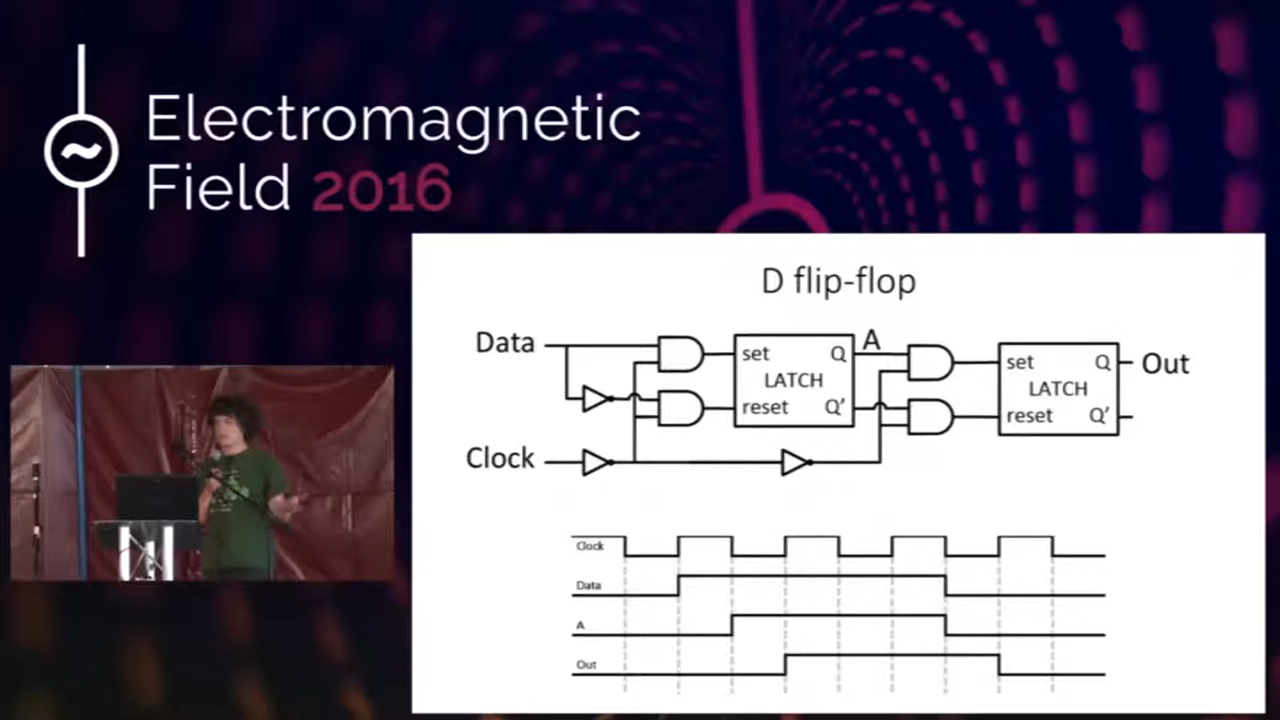 Electromagnetic
Field 2016
D flip-flop
Data
A
set Q
LATCH
reset Q'
set Q
LATCH
reset Q'
Out
Clock
Clock
Data
A
Out